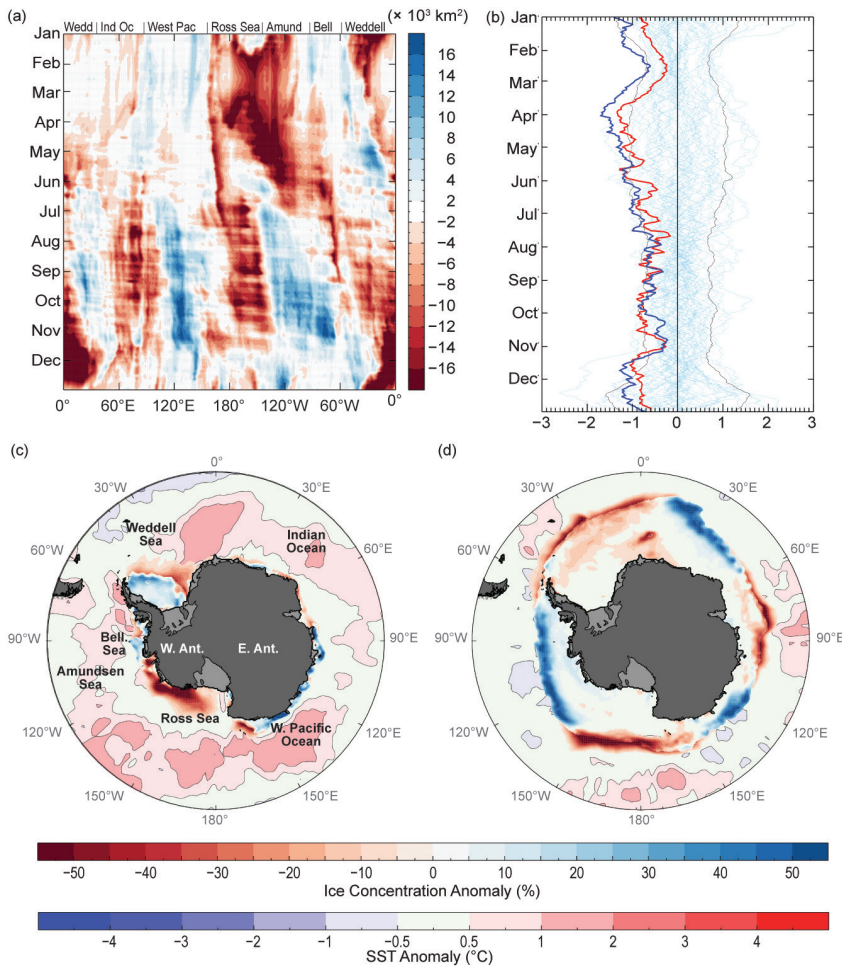 (a)
Wedd | Ind Oc | West Pac | Ross Sea | Amund | Bell | Weddell
(× 10³ km²)
Jan
Feb
Mar
Apr
May
Jun
Jul
Aug
Sep
Oct
Nov
Dec
0° 60°E 120°E 180° 120°W 60°W 0°
16
14
12
10
8
6
4
2
−2
−4
−6
−8
−10
−12
−14
−16
(b)
Jan
Feb
Mar
Apr
May
Jun
Jul
Aug
Sep
Oct
Nov
Dec
−3 −2 −1 0 1 2 3
(c)
0°
30°W 30°E
Weddell
Sea
Indian
Ocean
60°W 60°E
90°W 90°E
Bell.
Sea
W. Ant. E. Ant.
Amundsen
Sea
Ross Sea
W. Pacific
Ocean
120°W 120°E
150°W 150°E
180°
(d)
0°
30°W 30°E
60°W 60°E
90°W 90°E
120°W 120°E
150°W 150°E
180°
−50 −40 −30 −20 −10 0 10 20 30 40 50
Ice Concentration Anomaly (%)
−4 −3 −2 −1 −0.5 0.5 1 2 3 4
SST Anomaly (°C)